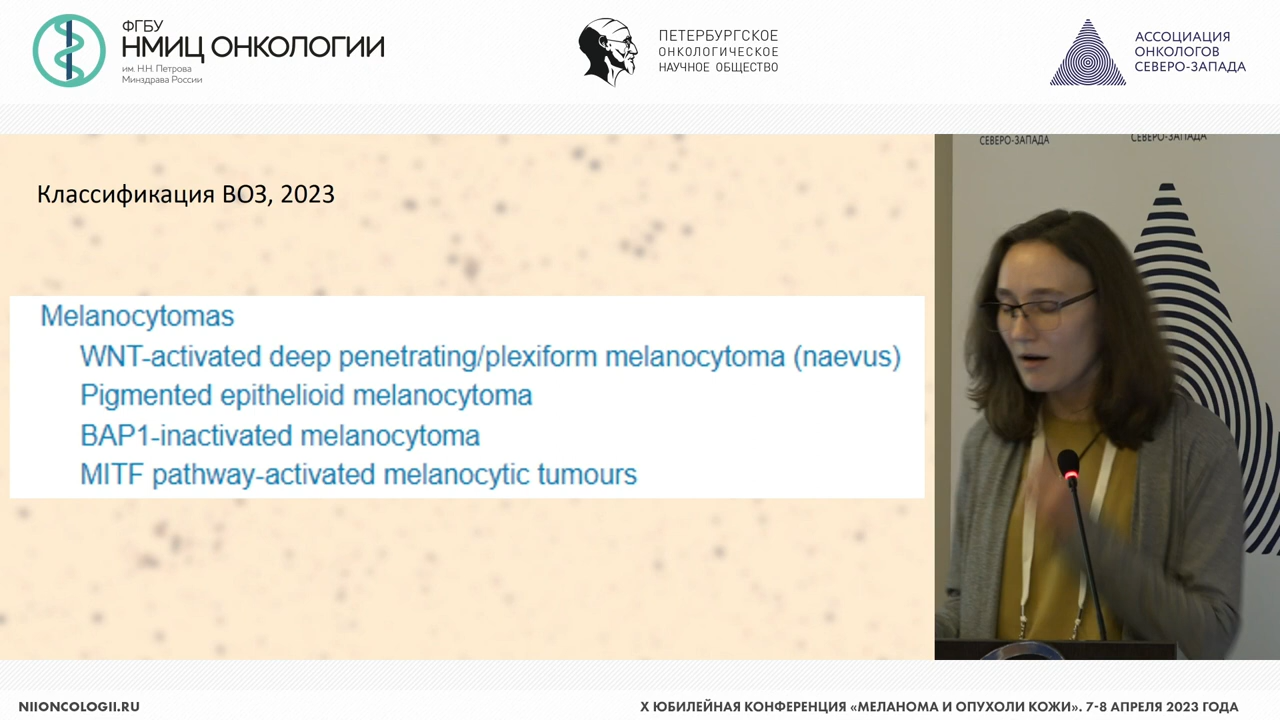 ФГБУ
НМИЦ ОНКОЛОГИИ
им. Н.Н. Петрова
Минздрава России
ПЕТЕРБУРГСКОЕ
ОНКОЛОГИЧЕСКОЕ
НАУЧНОЕ ОБЩЕСТВО
АССОЦИАЦИЯ
ОНКОЛОГОВ
СЕВЕРО-ЗАПАДА
Классификация ВОЗ, 2023
Melanocytomas
WNT-activated deep penetrating/plexiform melanocytoma (naevus)
Pigmented epithelioid melanocytoma
BAP1-inactivated melanocytoma
MITF pathway-activated melanocytic tumours
СЕВЕРО-ЗАПАДА
СЕВЕРО-ЗАПАДА
NIIONCOLOGII.RU
X ЮБИЛЕЙНАЯ КОНФЕРЕНЦИЯ «МЕЛАНОМА И ОПУХОЛИ КОЖИ». 7-8 АПРЕЛЯ 2023 ГОДА